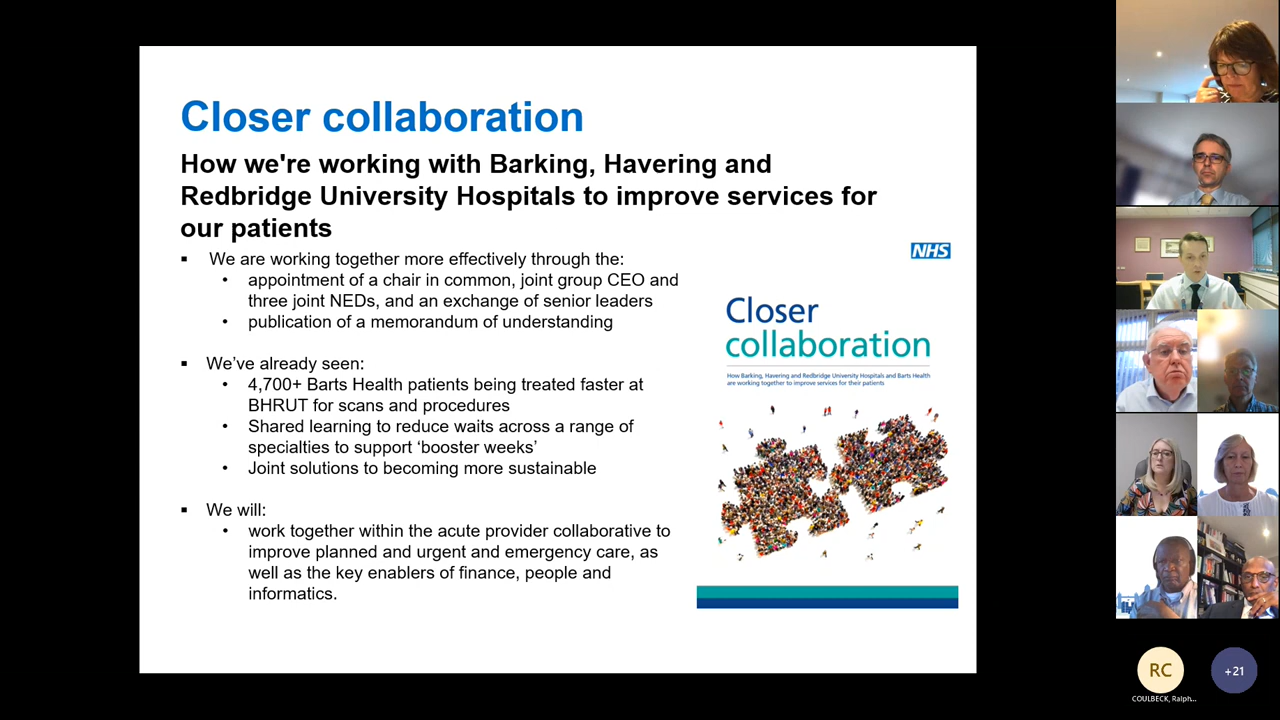 Closer collaboration
How we're working with Barking, Havering and
Redbridge University Hospitals to improve services for
our patients
▪ We are working together more effectively through the:
• appointment of a chair in common, joint group CEO and
three joint NEDs, and an exchange of senior leaders
• publication of a memorandum of understanding
▪ We’ve already seen:
• 4,700+ Barts Health patients being treated faster at
BHRUT for scans and procedures
• Shared learning to reduce waits across a range of
specialties to support ‘booster weeks’
• Joint solutions to becoming more sustainable
▪ We will:
• work together within the acute provider collaborative to
improve planned and urgent and emergency care, as
well as the key enablers of finance, people and
informatics.
NHS
Closer
collaboration
How Barking, Havering and Redbridge University Hospitals and Barts Health
are working together to improve services for their patients
RC
+21
COULBECK, Ralph...